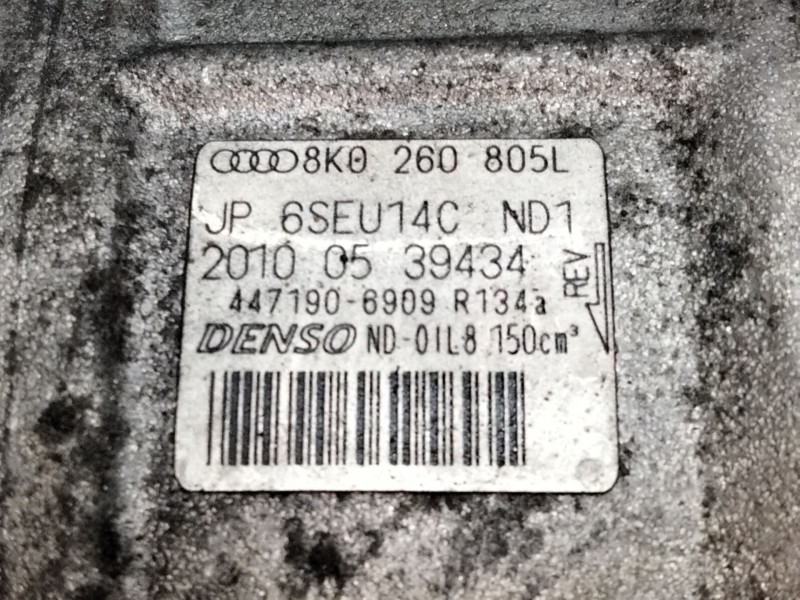 8K0 260 805L
JP 6SEU14C ND1
2010 05 39434
447190-6909 R134a
REV
DENSO ND-OIL8 150cm³